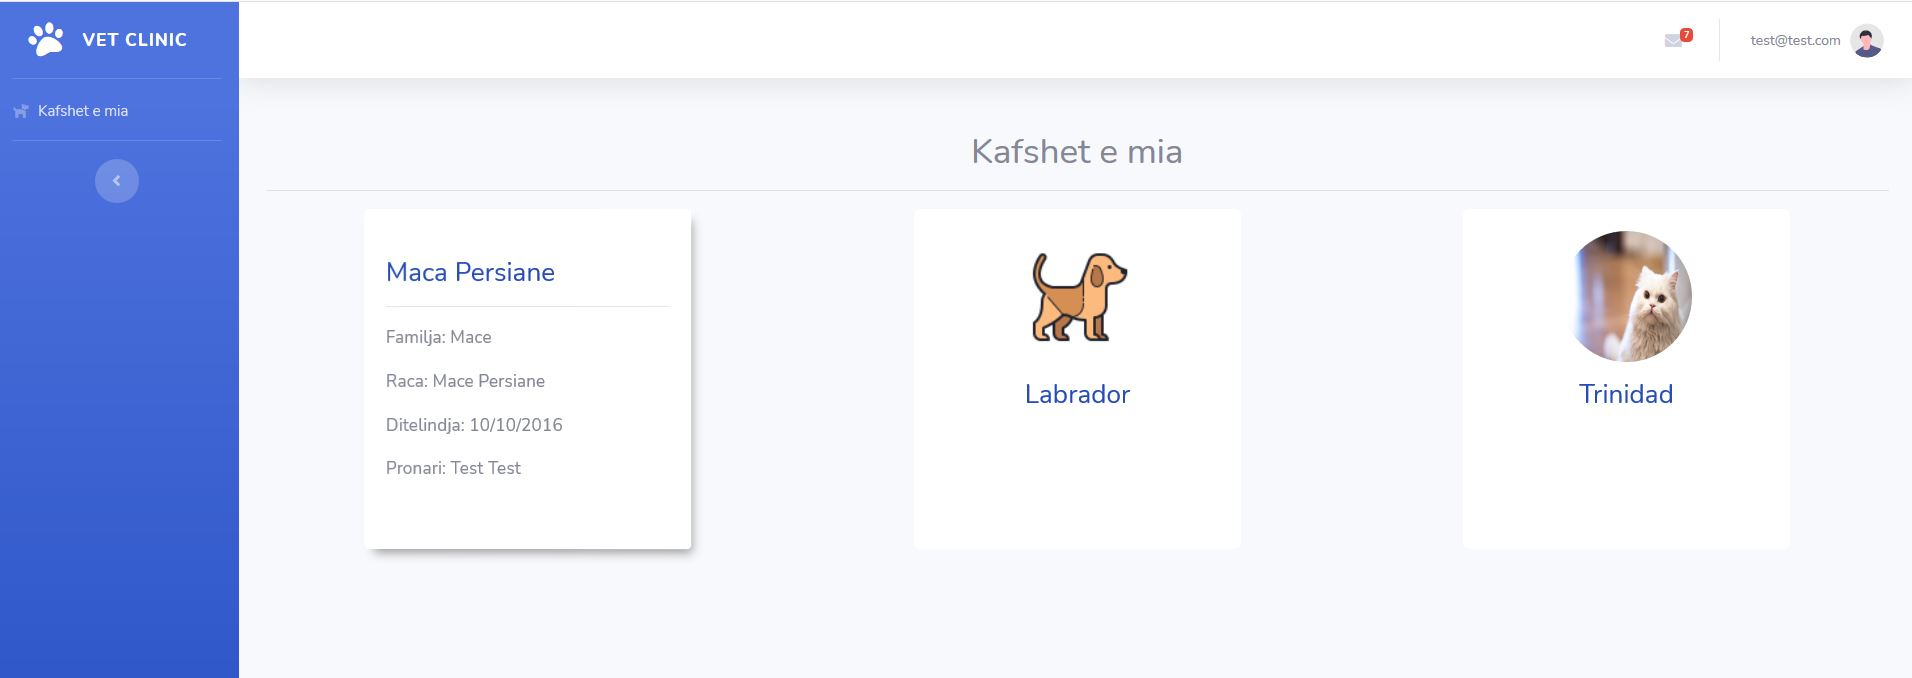 VET CLINIC
7
test@test.com
Kafshet e mia
Kafshet e mia
Maca Persiane
Familja: Mace
Raca: Mace Persiane
Ditelindja: 10/10/2016
Pronari: Test Test
Labrador
Trinidad